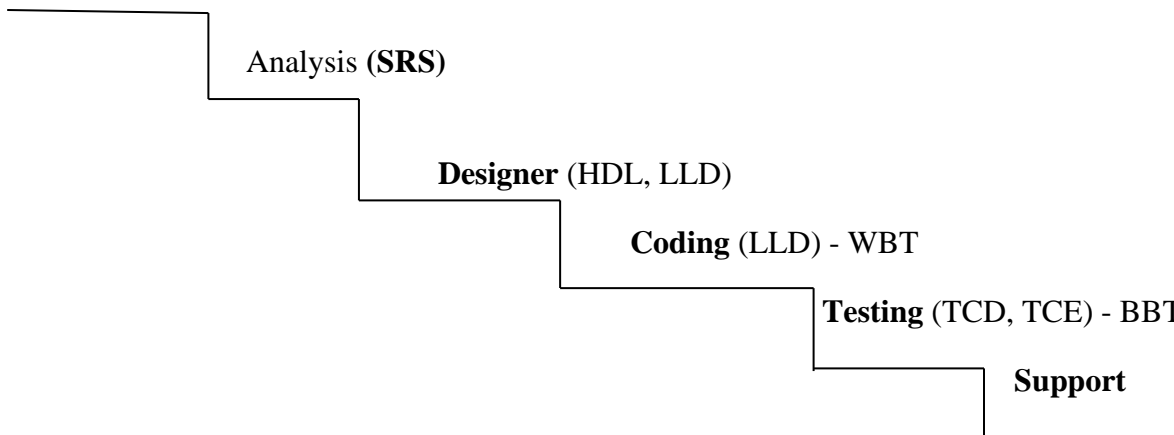 Analysis (SRS)
Designer (HDL, LLD)
Coding (LLD) - WBT
Testing (TCD, TCE) - BBT
Support